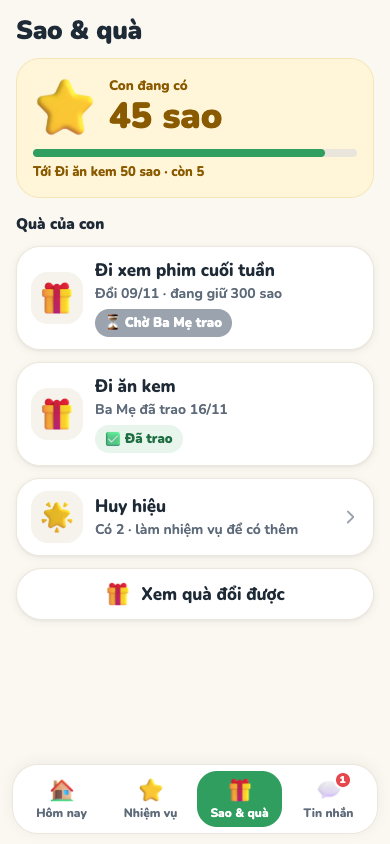 Sao & quà
Con đang có
45 sao
Tới Đi ăn kem 50 sao · còn 5
Quà của con
Đi xem phim cuối tuần
Đổi 09/11 · đang giữ 300 sao
⏳ Chờ Ba Mẹ trao
Đi ăn kem
Ba Mẹ đã trao 16/11
✅ Đã trao
Huy hiệu
Có 2 · làm nhiệm vụ để có thêm
Xem quà đổi được
1
Hôm nay
Nhiệm vụ
Sao & quà
Tin nhắn